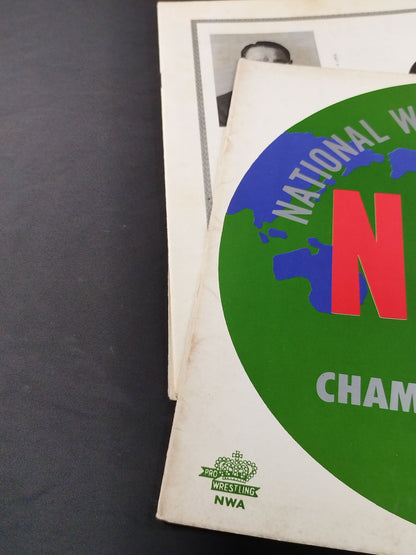 NATIONAL W
N
CHAM
PRO
WRESTLING
NWA